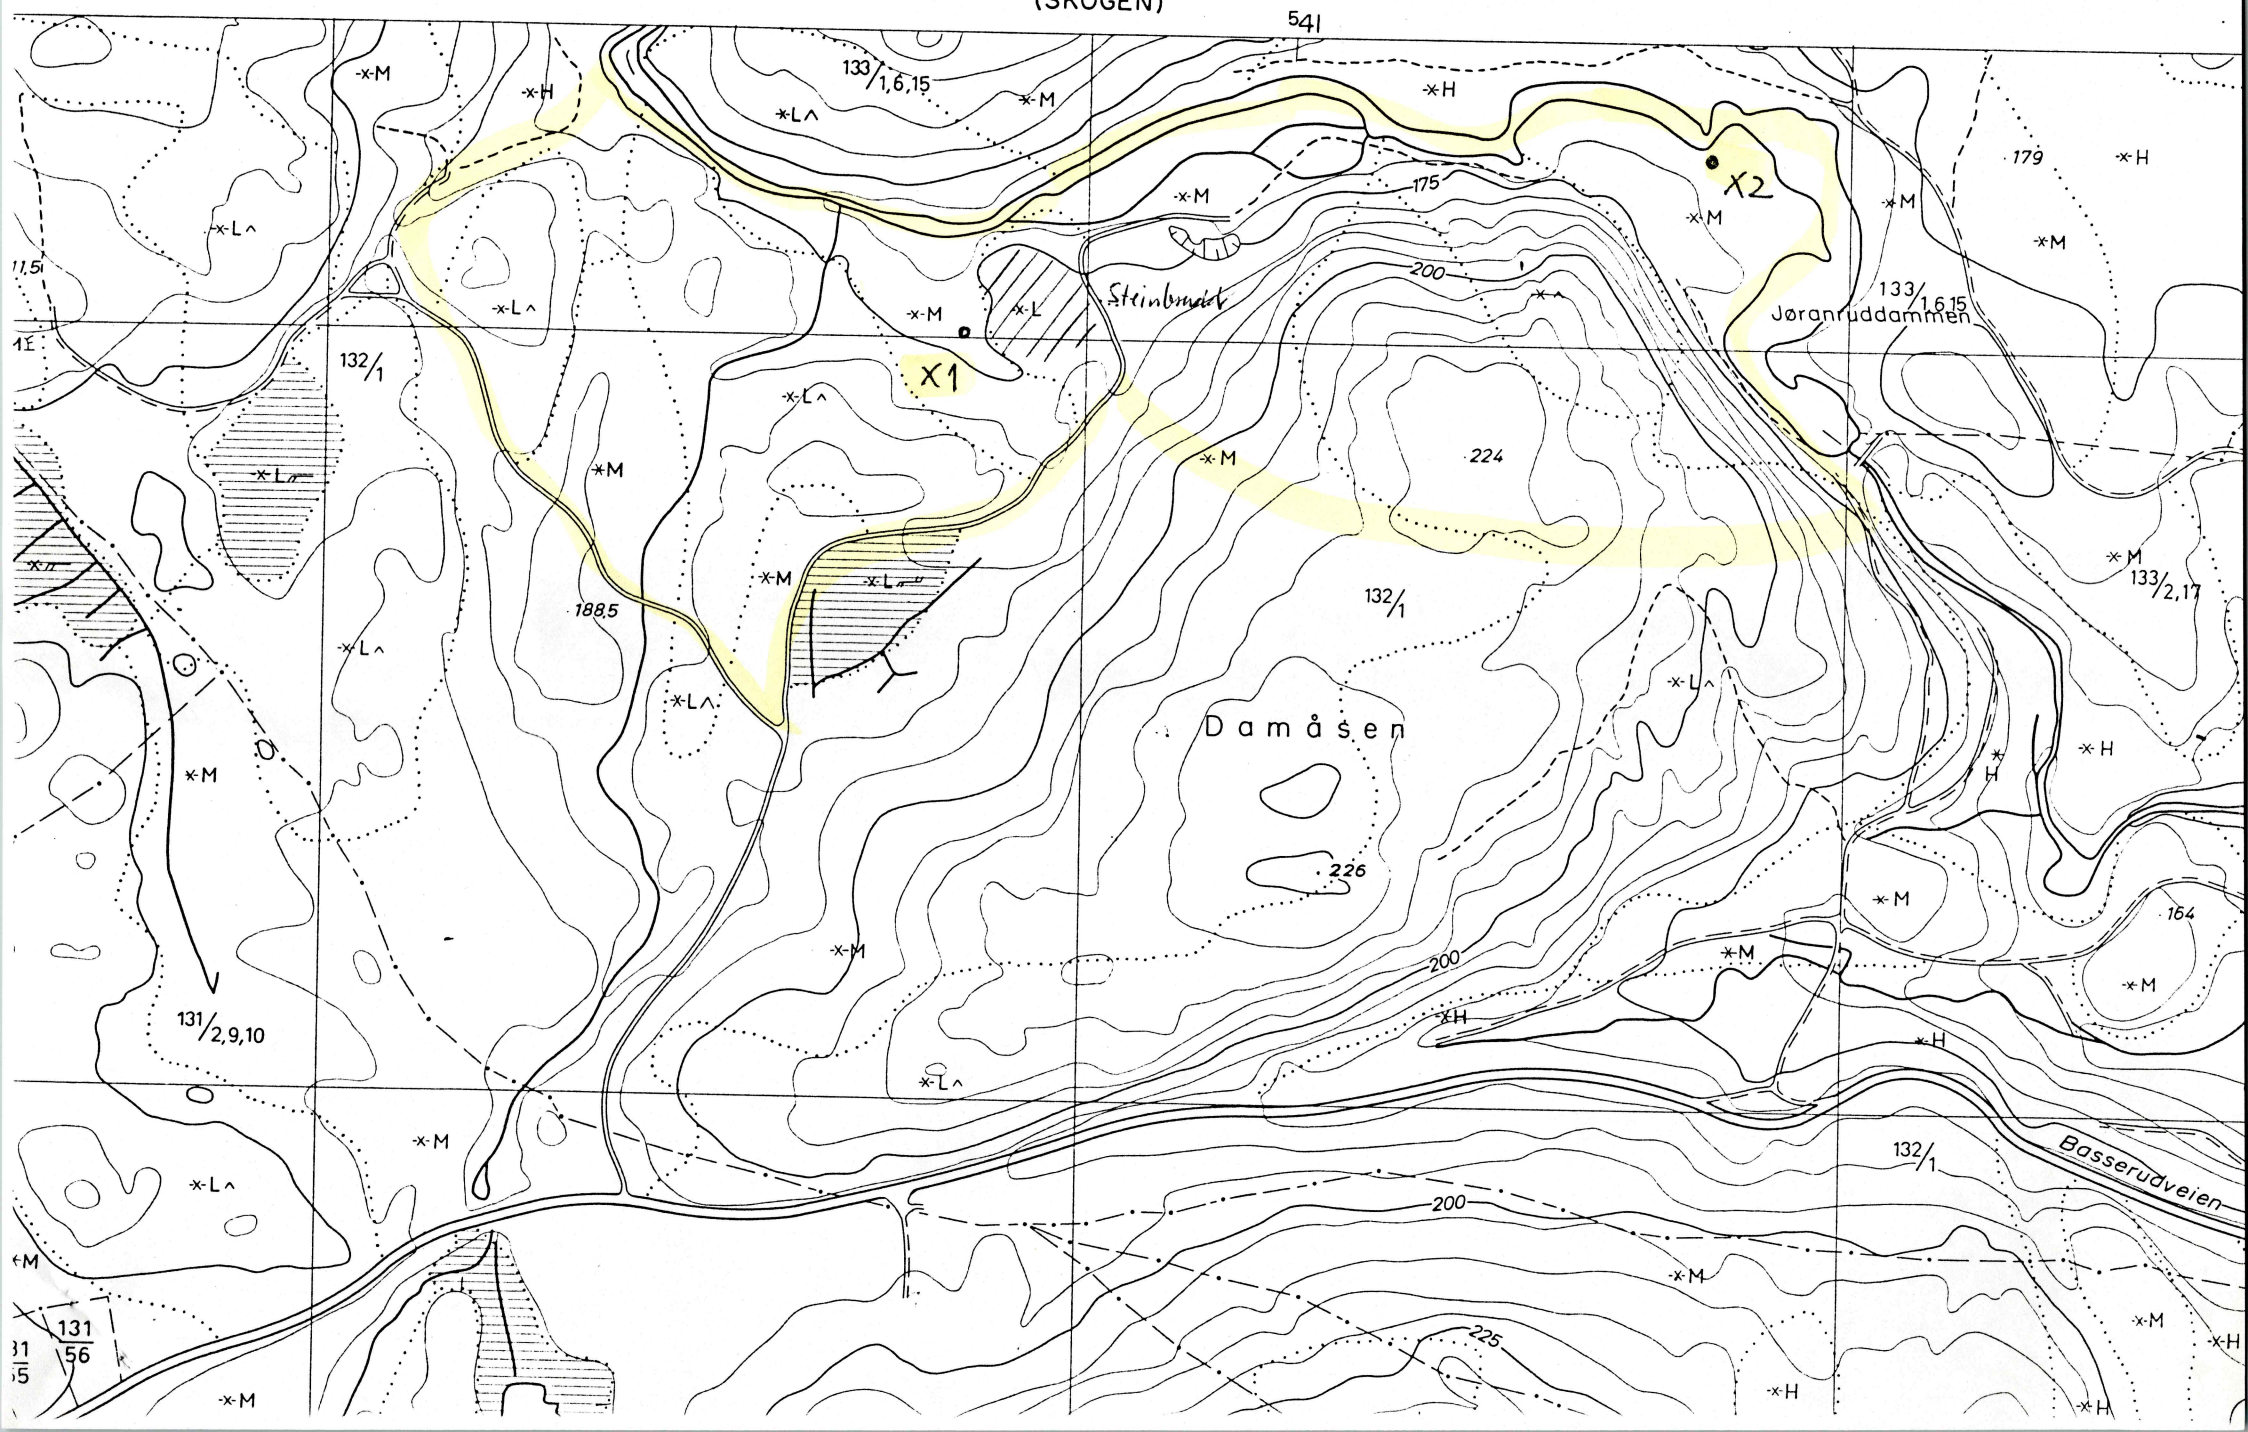 (SKOGEN)
541
133/1,6,15
-x-M
-x-H
-x-L^
-x-M
-x-H
179
-x-H
X2
-x-L^
-x-M
175
-x-M
-x-M
-x-M
11,5
200
-x-L^
-x-M
-x-L
Steinbrudd
-x-^
133/1,6,15
Jøranruddammen
132/1
X1
-x-L^
224
-x-M
-x-L
x-M
-x-M
133/2,17
-x-M
-x-L
188,5
132/1
-x-L^
-x-L^
-x-L^
Damåsen
x-M
-x-H
x
H
226
x-M
164
-x-M
200
x-M
-x-M
131/2,9,10
-x-H
x-H
-x-L^
-x-M
132/1
Basserudveien
-x-L^
200
-x-M
-x-M
131
56
225
-x-H
-x-M
-x-H
-x-H